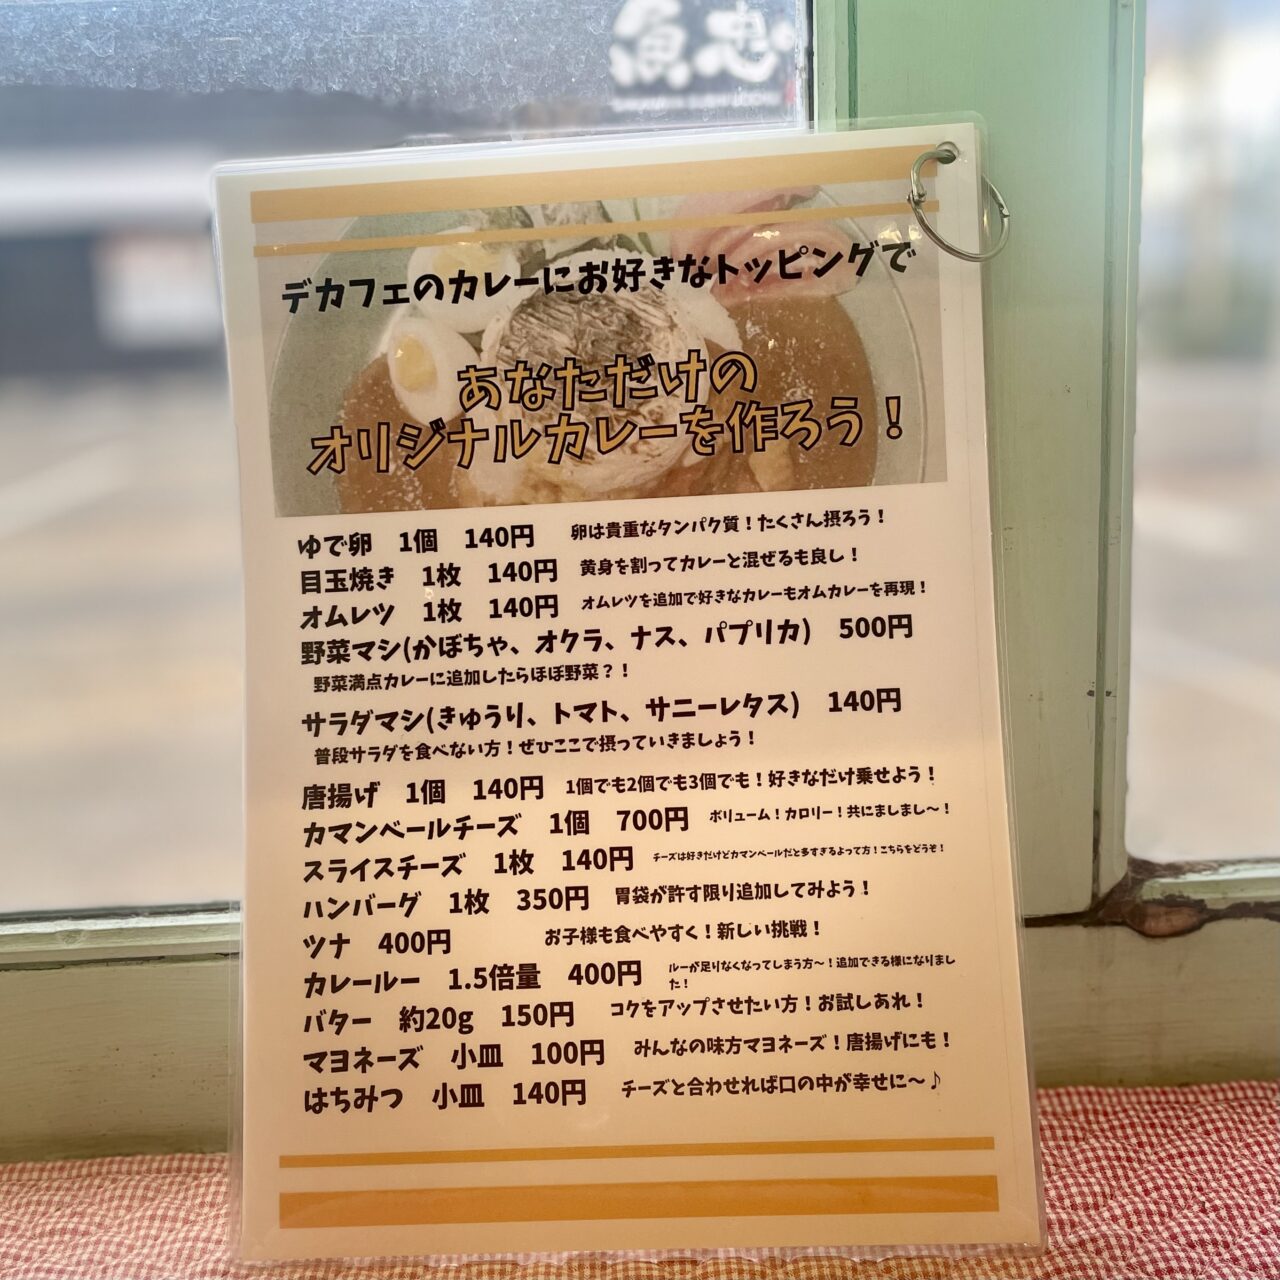 魚忠
デカフェのカレーにお好きなトッピングで
あなただけの
オリジナルカレーを作ろう！
ゆで卵 1個 140円 卵は貴重なタンパク質！たくさん摂ろう！
目玉焼き 1枚 140円 黄身を割ってカレーと混ぜるも良し！
オムレツ 1枚 140円 オムレツを追加で好きなカレーもオムカレーを再現！
野菜マシ(かぼちゃ、オクラ、ナス、パプリカ) 500円
野菜満点カレーに追加したらほぼ野菜？！
サラダマシ(きゅうり、トマト、サニーレタス) 140円
普段サラダを食べない方！ぜひここで摂っていきましょう！
唐揚げ 1個 140円 1個でも2個でも3個でも！好きなだけ乗せよう！
カマンベールチーズ 1個 700円 ボリューム！カロリー！共にましまし〜！
スライスチーズ 1枚 140円 チーズは好きだけどカマンベールだと多すぎるよって方！こちらをどうぞ！
ハンバーグ 1枚 350円 胃袋が許す限り追加してみよう！
ツナ 400円 お子様も食べやすく！新しい挑戦！
カレールー 1.5倍量 400円 ルーが足りなくなってしまう方〜！追加できる様になりまし
た！
バター 約20g 150円 コクをアップさせたい方！お試しあれ！
マヨネーズ 小皿 100円 みんなの味方マヨネーズ！唐揚げにも！
はちみつ 小皿 140円 チーズと合わせれば口の中が幸せに〜♪